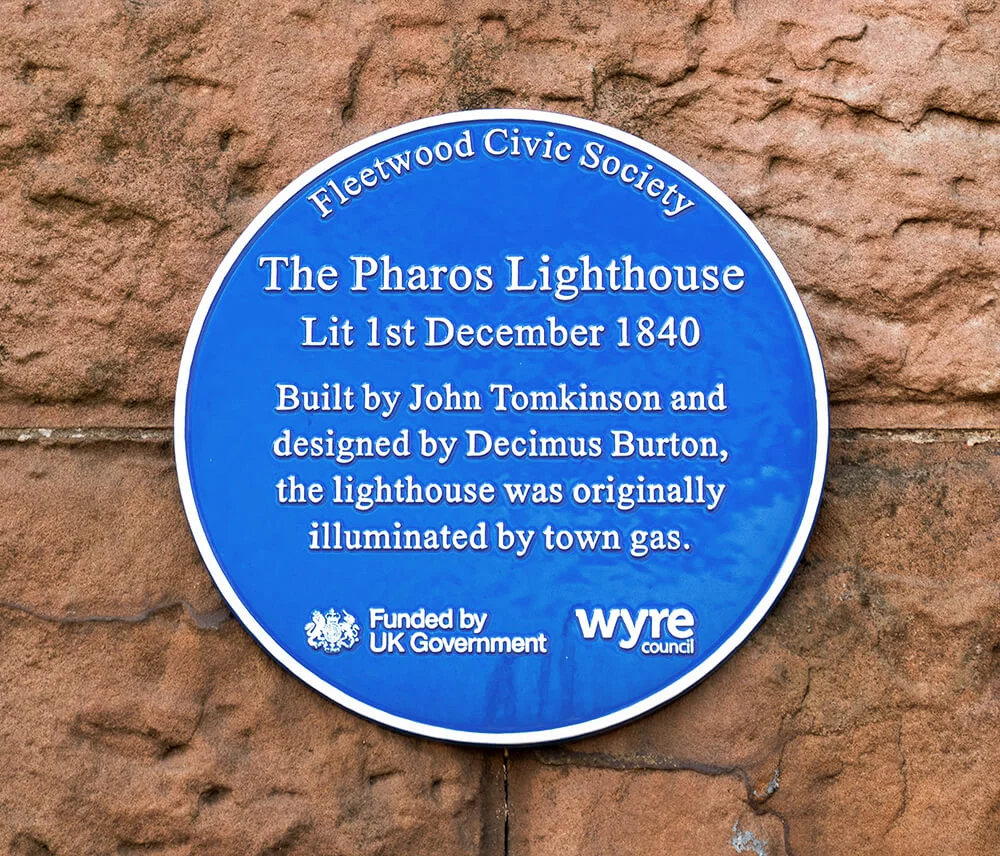 Fleetwood Civic Society
The Pharos Lighthouse
Lit 1st December 1840
Built by John Tomkinson and
designed by Decimus Burton,
the lighthouse was originally
illuminated by town gas.
Funded by
UK Government
wyre
council